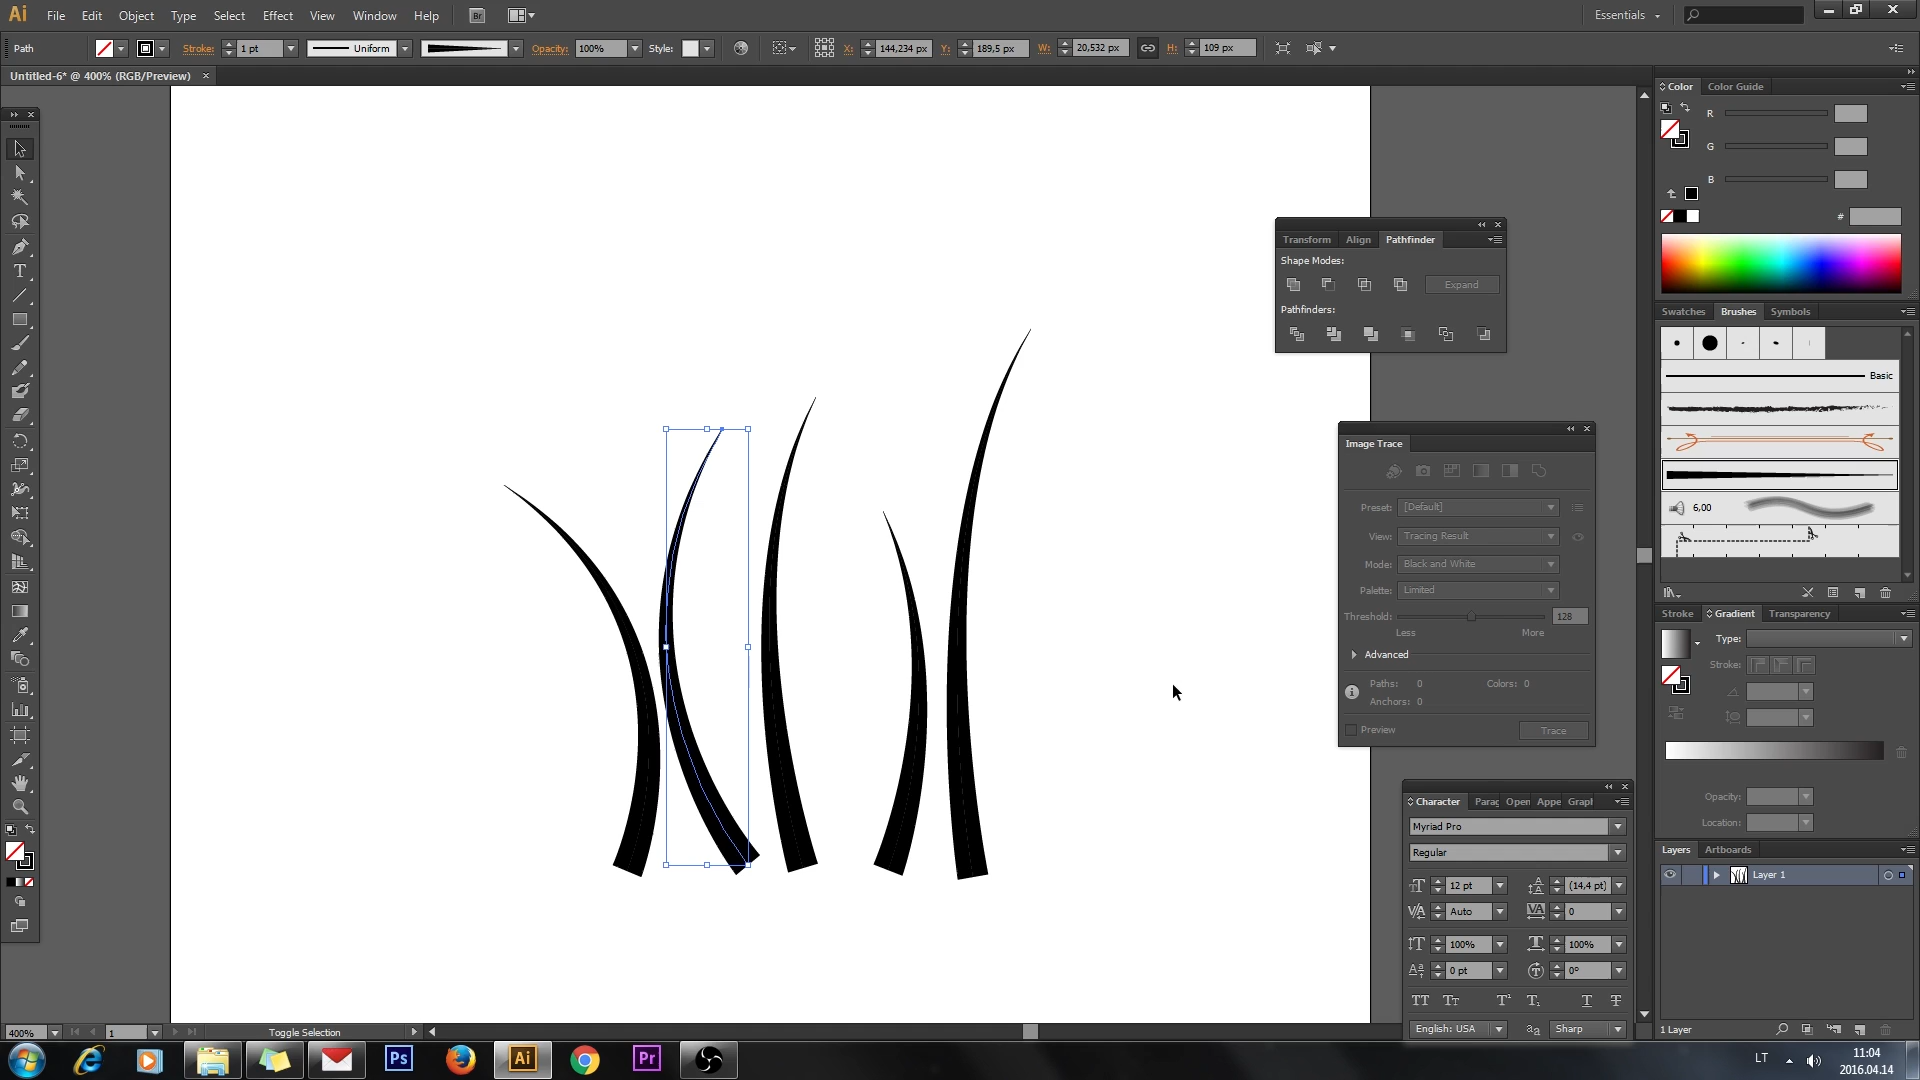 Ai File Edit Object Type Select Effect View Window Help Br Essentials
Path Stroke: 1 pt Uniform Opacity: 100% Style: X: 144,234 px Y: 189,5 px W: 20,532 px H: 109 px
Untitled-6* @ 400% (RGB/Preview)
Color Color Guide
R
G
B
#
Transform Align Pathfinder
Shape Modes:
Expand
Pathfinders:
Swatches Brushes Symbols
Basic
6,00
Image Trace
Preset: [Default]
View: Tracing Result
Mode: Black and White
Palette: Limited
Threshold: 128
Less More
Advanced
Paths: 0 Colors: 0
Anchors: 0
Preview Trace
Stroke Gradient Transparency
Type:
Stroke:
Opacity:
Location:
Character Parag Open Appe Graph
Myriad Pro
Regular
12 pt (14,4 pt)
Auto 0
100% 100%
0 pt 0°
English: USA Sharp
Layers Artboards
Layer 1
1 Layer
400% 1 Toggle Selection
Ps Ai Pr
LT 11:04
2016.04.14